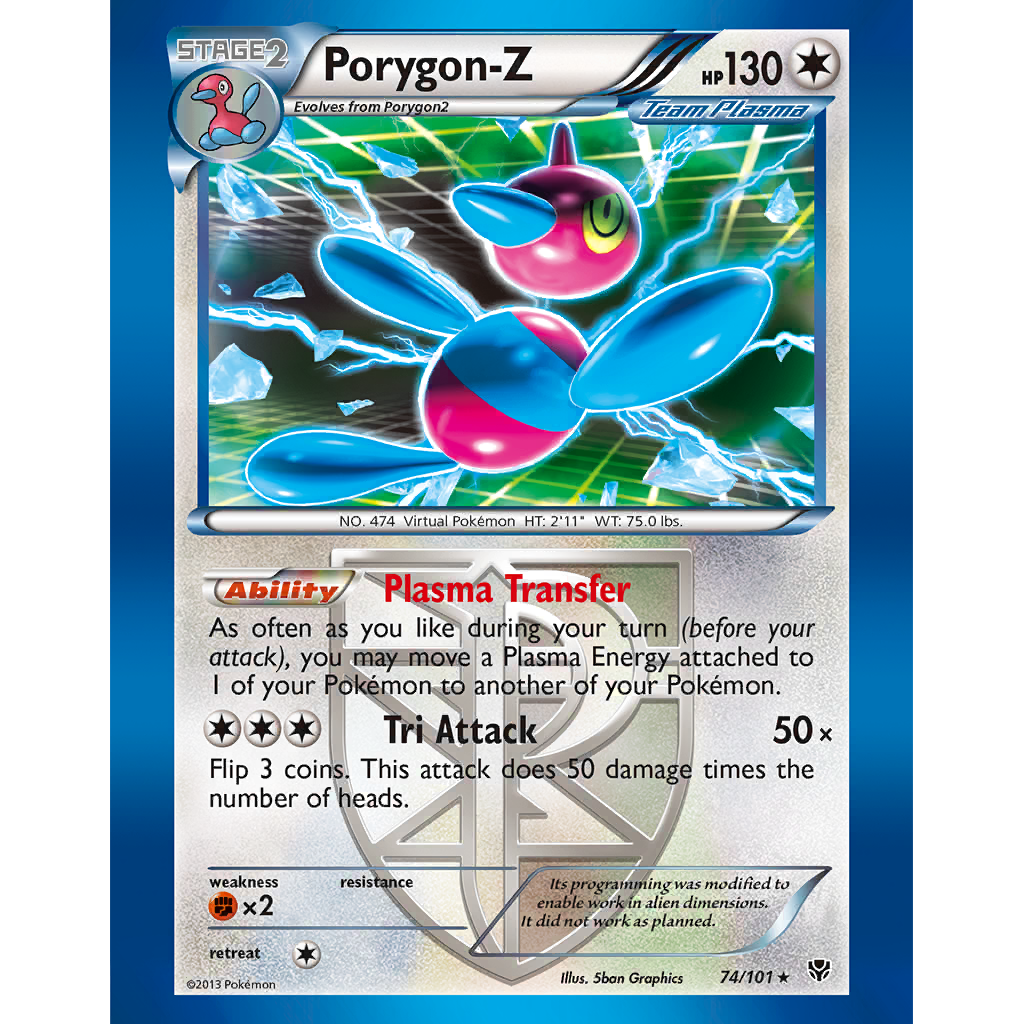 STAGE2
Porygon-Z
HP130
Evolves from Porygon2
Team Plasma
NO. 474 Virtual Pokémon HT: 2'11" WT: 75.0 lbs.
Ability Plasma Transfer
As often as you like during your turn (before your
attack), you may move a Plasma Energy attached to
1 of your Pokémon to another of your Pokémon.
Tri Attack 50×
Flip 3 coins. This attack does 50 damage times the
number of heads.
weakness resistance
×2
Its programming was modified to
enable work in alien dimensions.
It did not work as planned.
retreat
©2013 Pokémon
Illus. 5ban Graphics 74/101 ★